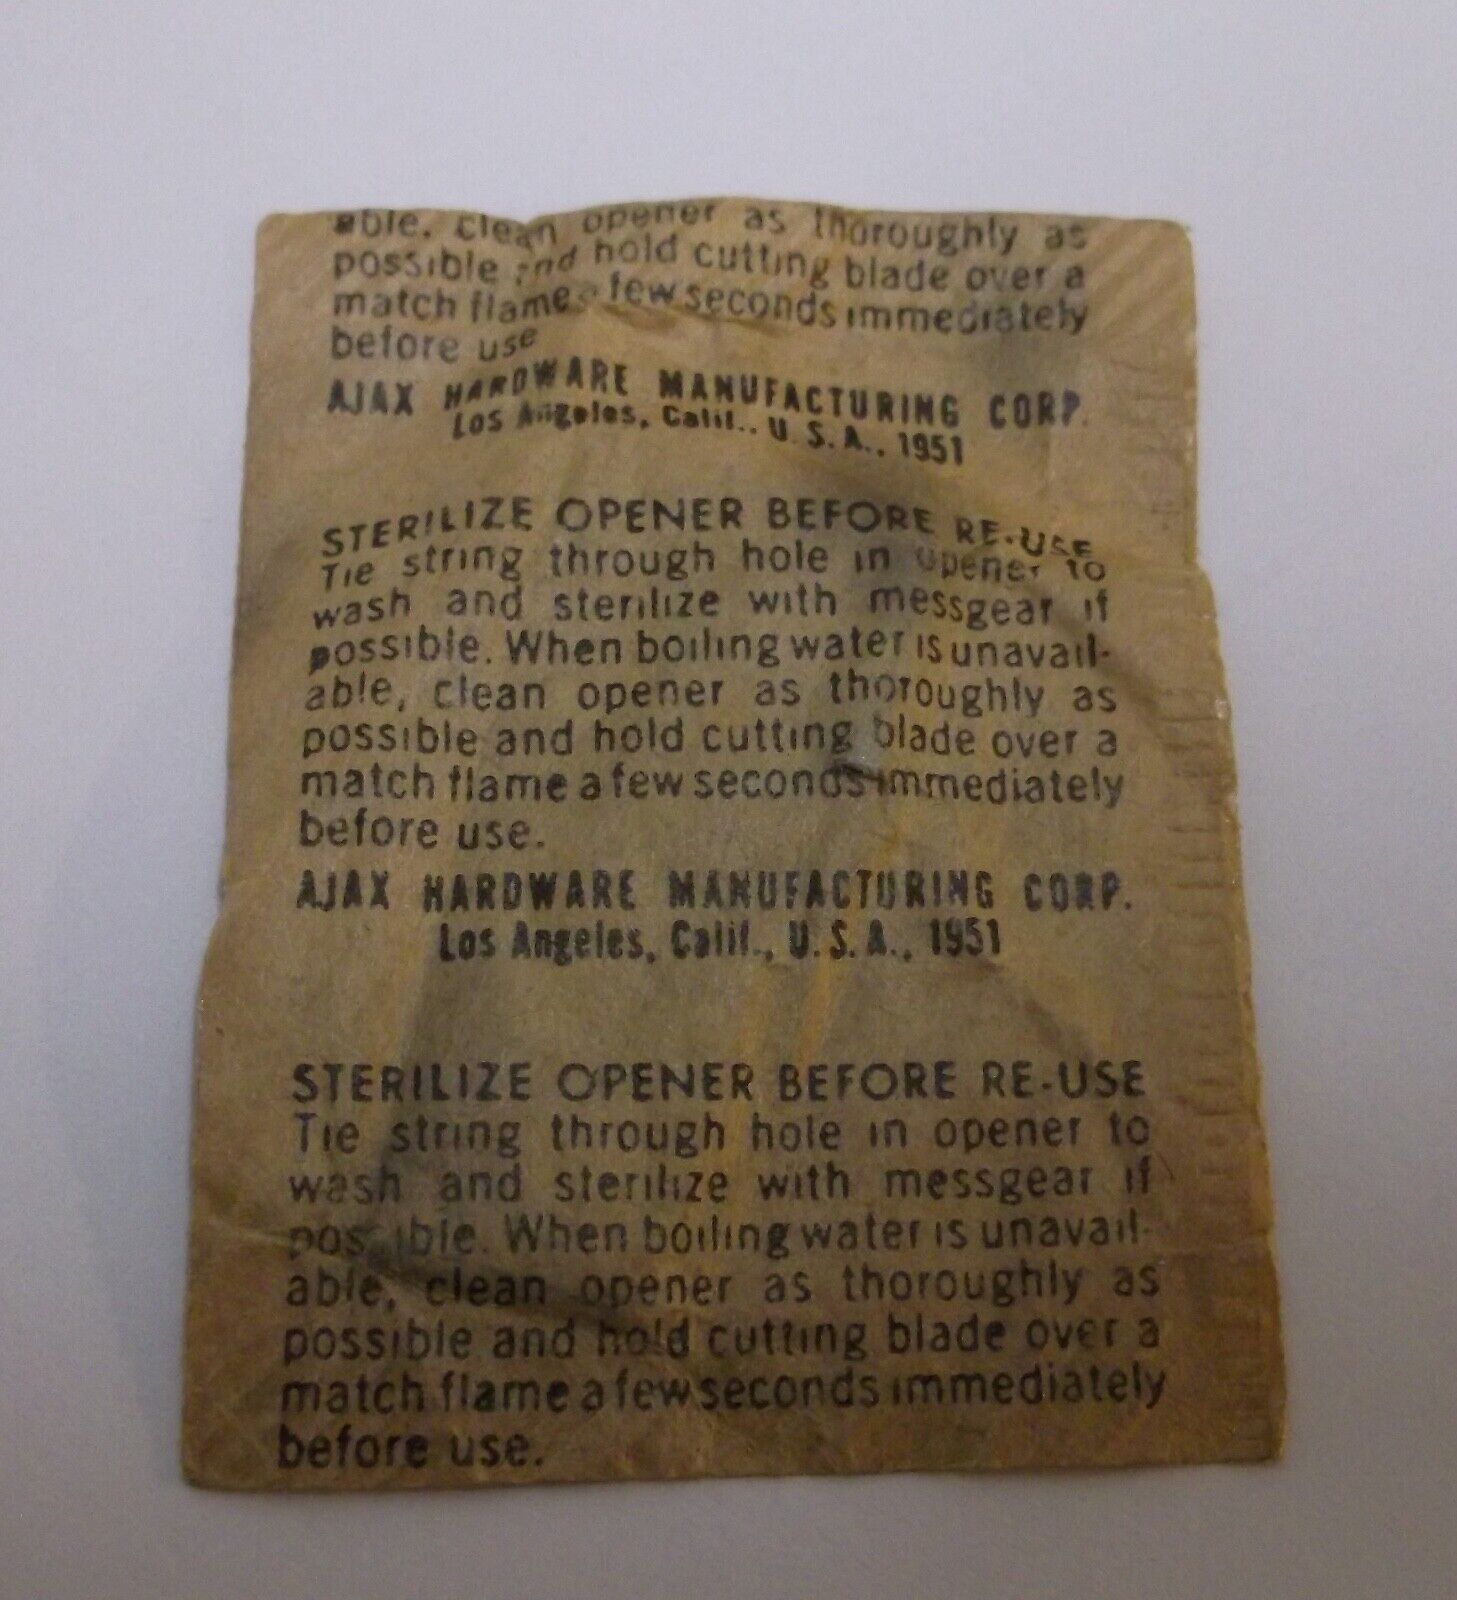 able, clean opener as thoroughly as
possible and hold cutting blade over a
match flame a few seconds immediately
before use
AJAX HARDWARE MANUFACTURING CORP.
Los Angeles, Calif., U.S.A., 1951
STERILIZE OPENER BEFORE RE-USE
Tie string through hole in opener to
wash and sterilize with messgear if
possible. When boiling water is unavail-
able, clean opener as thoroughly as
possible and hold cutting blade over a
match flame a few seconds immediately
before use.
AJAX HARDWARE MANUFACTURING CORP.
Los Angeles, Calif., U.S.A., 1951
STERILIZE OPENER BEFORE RE-USE
Tie string through hole in opener to
wash and sterilize with messgear if
possible. When boiling water is unavail-
able, clean opener as thoroughly as
possible and hold cutting blade over a
match flame a few seconds immediately
before use.